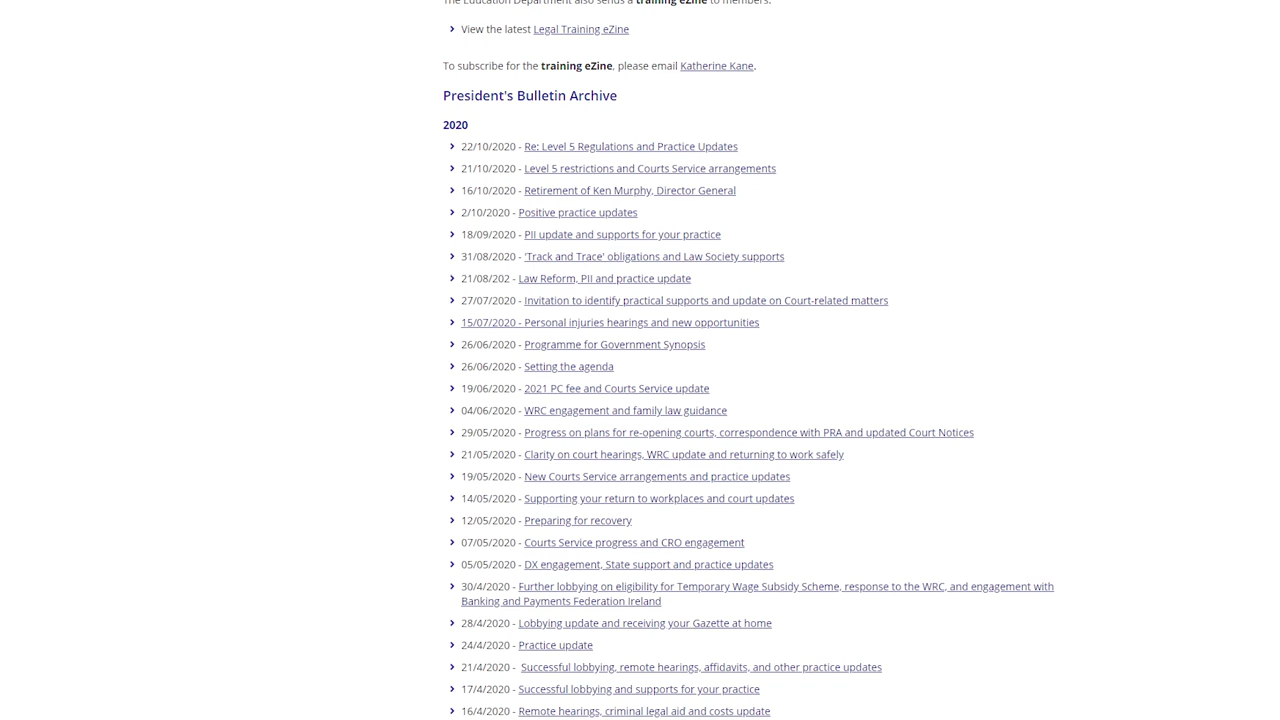 The Education Department also sends a training eZine to members.
View the latest Legal Training eZine
To subscribe for the training eZine, please email Katherine Kane.
President's Bulletin Archive
2020
22/10/2020 - Re: Level 5 Regulations and Practice Updates
21/10/2020 - Level 5 restrictions and Courts Service arrangements
16/10/2020 - Retirement of Ken Murphy, Director General
2/10/2020 - Positive practice updates
18/09/2020 - PII update and supports for your practice
31/08/2020 - 'Track and Trace' obligations and Law Society supports
21/08/202 - Law Reform, PII and practice update
27/07/2020 - Invitation to identify practical supports and update on Court-related matters
15/07/2020 - Personal injuries hearings and new opportunities
26/06/2020 - Programme for Government Synopsis
26/06/2020 - Setting the agenda
19/06/2020 - 2021 PC fee and Courts Service update
04/06/2020 - WRC engagement and family law guidance
29/05/2020 - Progress on plans for re-opening courts, correspondence with PRA and updated Court Notices
21/05/2020 - Clarity on court hearings, WRC update and returning to work safely
19/05/2020 - New Courts Service arrangements and practice updates
14/05/2020 - Supporting your return to workplaces and court updates
12/05/2020 - Preparing for recovery
07/05/2020 - Courts Service progress and CRO engagement
05/05/2020 - DX engagement, State support and practice updates
30/4/2020 - Further lobbying on eligibility for Temporary Wage Subsidy Scheme, response to the WRC, and engagement with
Banking and Payments Federation Ireland
28/4/2020 - Lobbying update and receiving your Gazette at home
24/4/2020 - Practice update
21/4/2020 - Successful lobbying, remote hearings, affidavits, and other practice updates
17/4/2020 - Successful lobbying and supports for your practice
16/4/2020 - Remote hearings, criminal legal aid and costs update